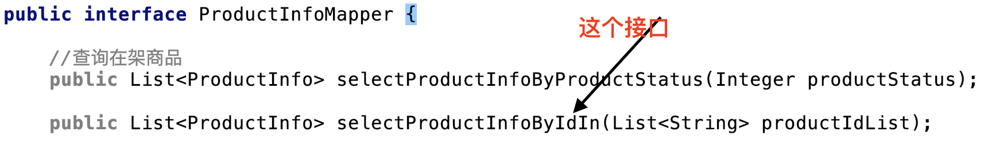 public interface ProductInfoMapper {
这个接口
//查询在架商品
public List<ProductInfo> selectProductInfoByProductStatus(Integer productStatus);
public List<ProductInfo> selectProductInfoByIdIn(List<String> productIdList);